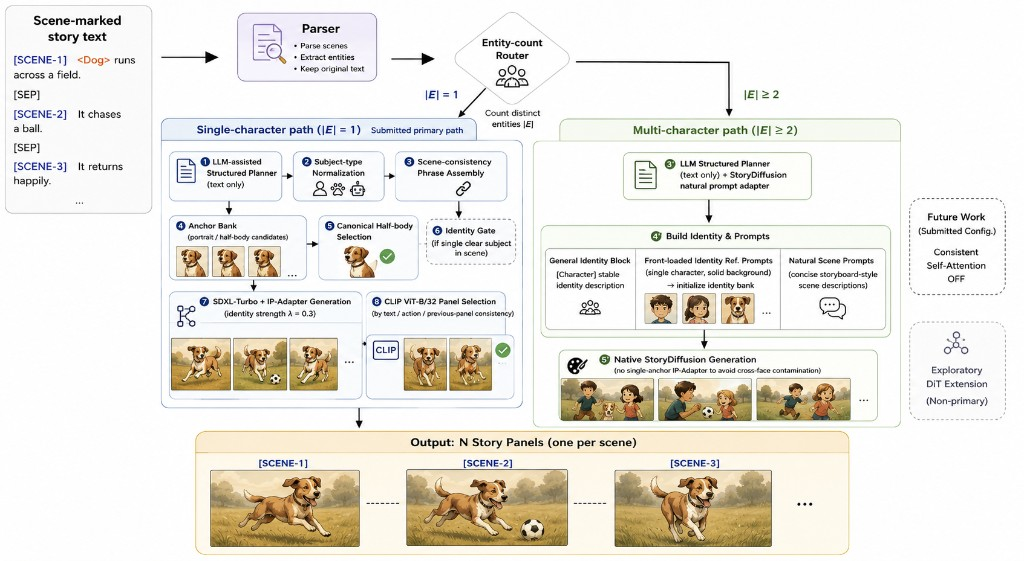 Scene-marked
story text
[SCENE-1] <Dog> runs
across a field.
[SEP]
[SCENE-2] It chases
a ball.
[SEP]
[SCENE-3] It returns
happily.
...
Parser
• Parse scenes
• Extract entities
• Keep original text
Entity-count
Router
|E| = 1
Count distinct
entities |E|
|E| ≥ 2
Single-character path (|E| = 1) Submitted primary path
1 LLM-assisted
Structured Planner
(text only)
2 Subject-type
Normalization
3 Scene-consistency
Phrase Assembly
4 Anchor Bank
(portrait / half-body candidates)
...
5 Canonical Half-body
Selection
6 Identity Gate
(if single clear subject
in scene)
7 SDXL-Turbo + IP-Adapter Generation
(identity strength λ = 0.3)
...
8 CLIP ViT-B/32 Panel Selection
(by text / action / previous-panel consistency)
CLIP
...
Multi-character path (|E| ≥ 2)
3' LLM Structured Planner
(text only) + StoryDiffusion
natural prompt adapter
4' Build Identity & Prompts
General Identity Block
[Character] stable
identity description
Front-loaded Identity Ref. Prompts
(single character, solid background)
→ initialize identity bank
...
Natural Scene Prompts
(concise storyboard-style
scene descriptions)
5' Native StoryDiffusion Generation
(no single-anchor IP-Adapter to avoid cross-face contamination)
...
Future Work
(Submitted Config.)
Consistent
Self-Attention
OFF
Exploratory
DiT Extension
(Non-primary)
Output: N Story Panels (one per scene)
[SCENE-1]
[SCENE-2]
[SCENE-3]
...